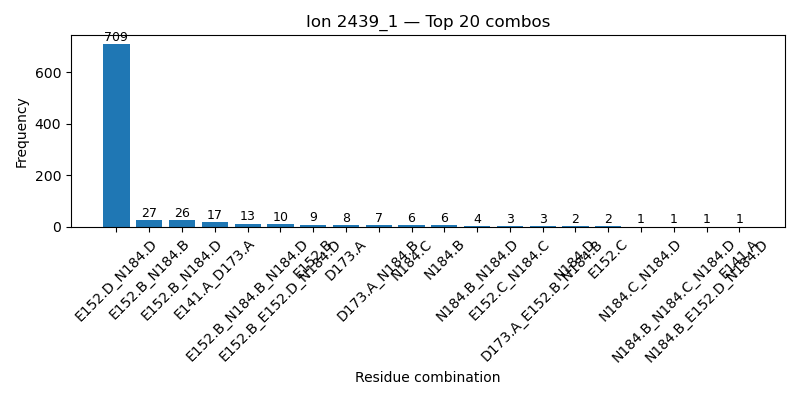 Ion 2439_1 — Top 20 combos
Frequency
600
400
200
0
709
27
26
17
13
10
9
8
7
6
6
4
3
3
2
2
1
1
1
1
E152.D_N184.D
E152.B_N184.B
E152.B_N184.D
E141.A_D173.A
E152.B_N184.B_N184.D
E152.B_E152.D_N184.D
E152.B
D173.A
D173.A_N184.B
N184.C
N184.B
N184.B_N184.D
E152.C_N184.C
D173.A_E152.B_N184.B
N184.D
E152.C
N184.C_N184.D
N184.B_N184.C_N184.D
N184.B_E152.D_N184.D
E141.A
Residue combination